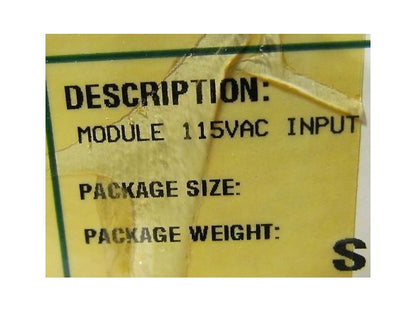 DESCRIPTION:
MODULE 115VAC INPUT
PACKAGE SIZE:
PACKAGE WEIGHT:
S